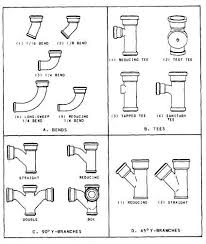 (1) 1/16 BEND
(2) 1/8 BEND
(3) 1/4 BEND
(4) LONG-SWEEP 1/4 BEND
(5) REDUCING 1/4 BEND
A. BENDS
(1) REDUCING TEE
(2) TEST TEE
(3) TAPPED TEE
(4) SANITARY TEE
B. TEES
STRAIGHT
REDUCING
DOUBLE
BOX
C. 90° Y-BRANCHES
(1) REDUCING
(2) STRAIGHT
D. 45° Y-BRANCHES